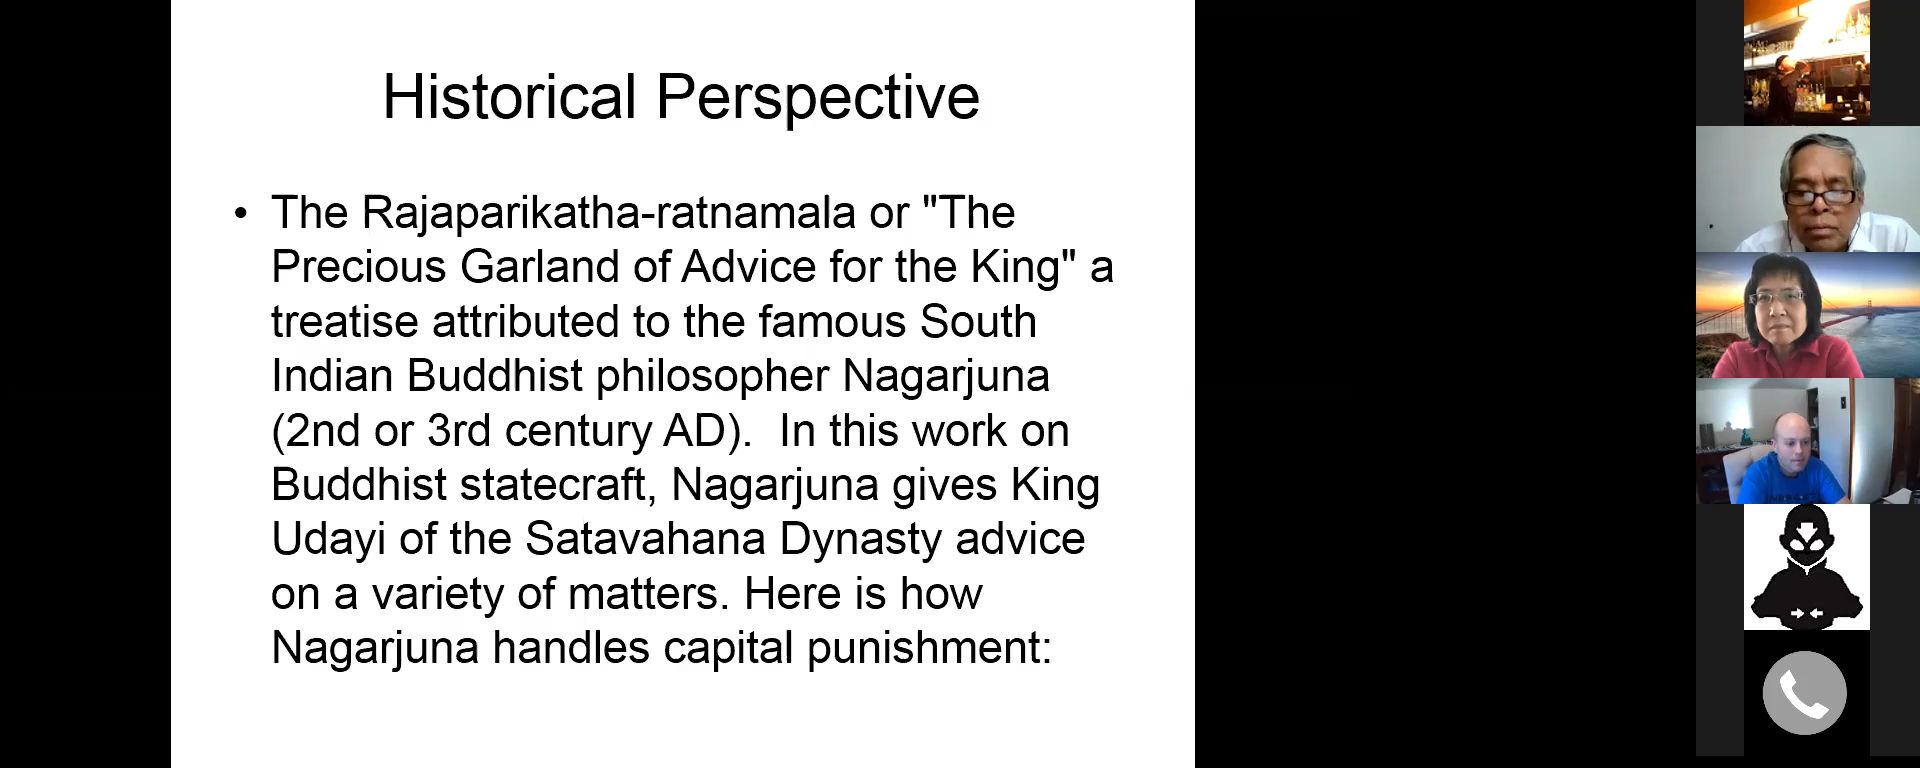 Historical Perspective
• The Rajaparikatha-ratnamala or "The
Precious Garland of Advice for the King" a
treatise attributed to the famous South
Indian Buddhist philosopher Nagarjuna
(2nd or 3rd century AD).  In this work on
Buddhist statecraft, Nagarjuna gives King
Udayi of the Satavahana Dynasty advice
on a variety of matters. Here is how
Nagarjuna handles capital punishment: